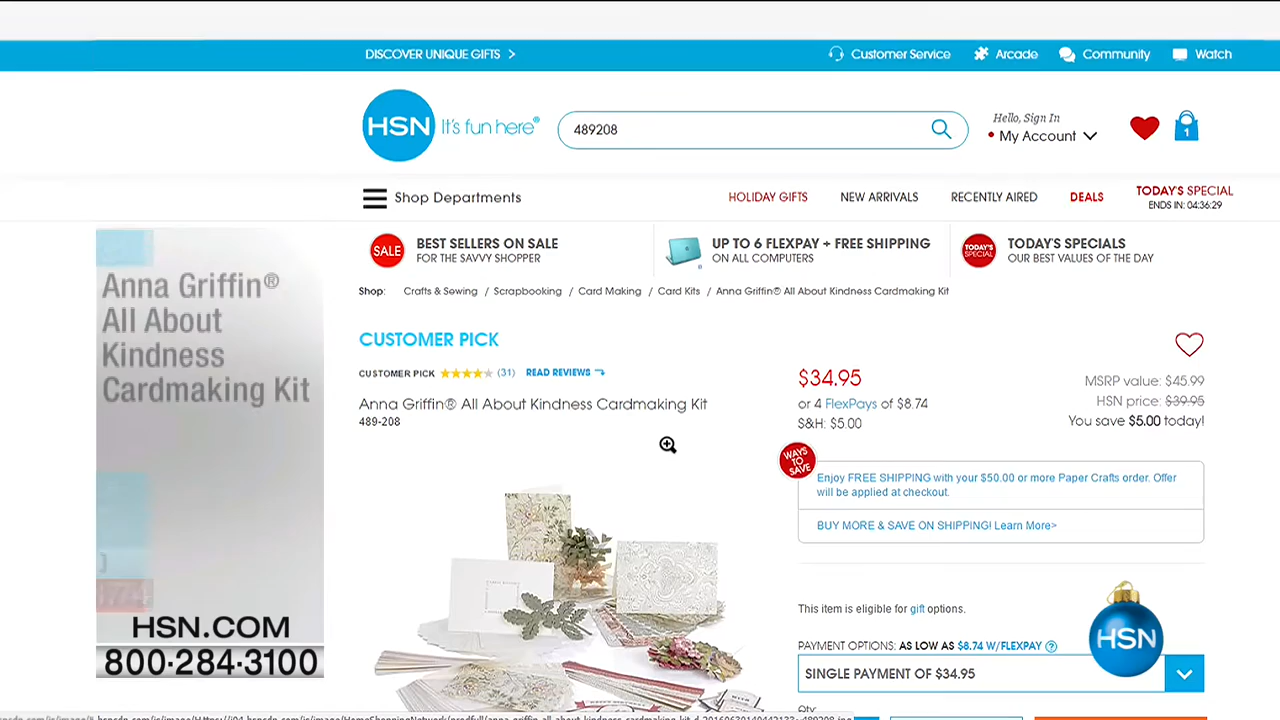 DISCOVER UNIQUE GIFTS >
Customer Service
Arcade
Community
Watch
HSN It's fun here®
489208
Hello, Sign In
My Account
1
Shop Departments
HOLIDAY GIFTS
NEW ARRIVALS
RECENTLY AIRED
DEALS
TODAY'S SPECIAL
ENDS IN: 04:36:29
SALE
BEST SELLERS ON SALE
FOR THE SAVVY SHOPPER
UP TO 6 FLEXPAY + FREE SHIPPING
ON ALL COMPUTERS
TODAY'S SPECIAL
TODAY'S SPECIALS
OUR BEST VALUES OF THE DAY
Shop: Crafts & Sewing / Scrapbooking / Card Making / Card Kits / Anna Griffin® All About Kindness Cardmaking Kit
Anna Griffin®
All About
Kindness
Cardmaking Kit
HSN.COM
800·284·3100
CUSTOMER PICK
CUSTOMER PICK (31) READ REVIEWS
Anna Griffin® All About Kindness Cardmaking Kit
489-208
$34.95
or 4 FlexPays of $8.74
S&H: $5.00
MSRP value: $45.99
HSN price: $39.95
You save $5.00 today!
WAYS TO SAVE
Enjoy FREE SHIPPING with your $50.00 or more Paper Crafts order. Offer
will be applied at checkout.
BUY MORE & SAVE ON SHIPPING! Learn More>
This item is eligible for gift options.
PAYMENT OPTIONS: AS LOW AS $8.74 W/FLEXPAY ?
SINGLE PAYMENT OF $34.95
HSN
Qty: